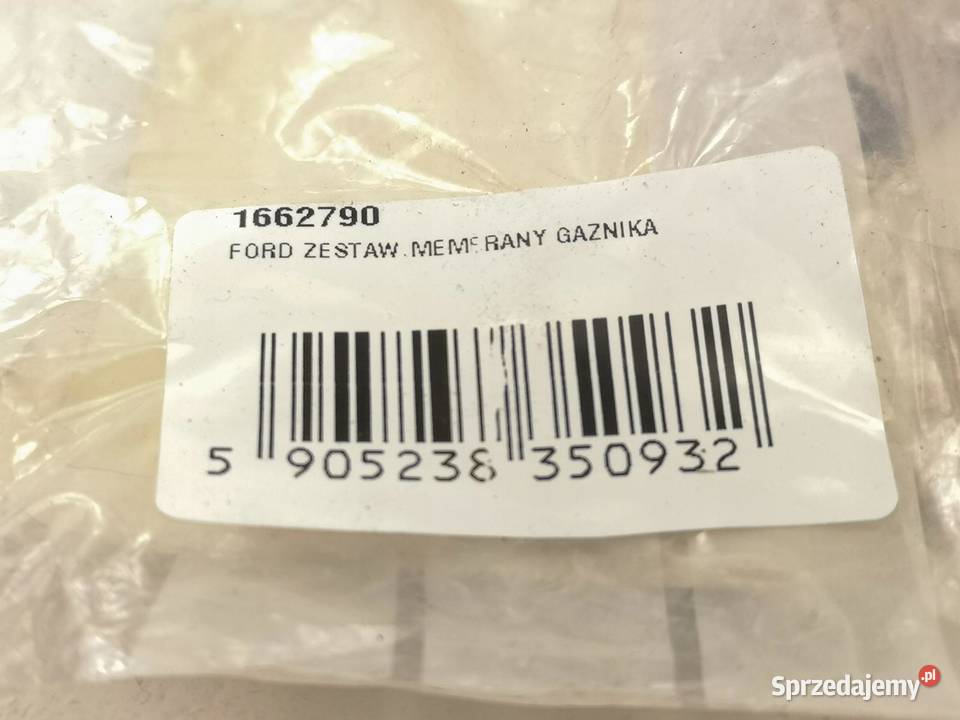 1662790
FORD ZESTAW MEMBRANY GAZNIKA
5 905238 350932
Sprzedajemy.pl